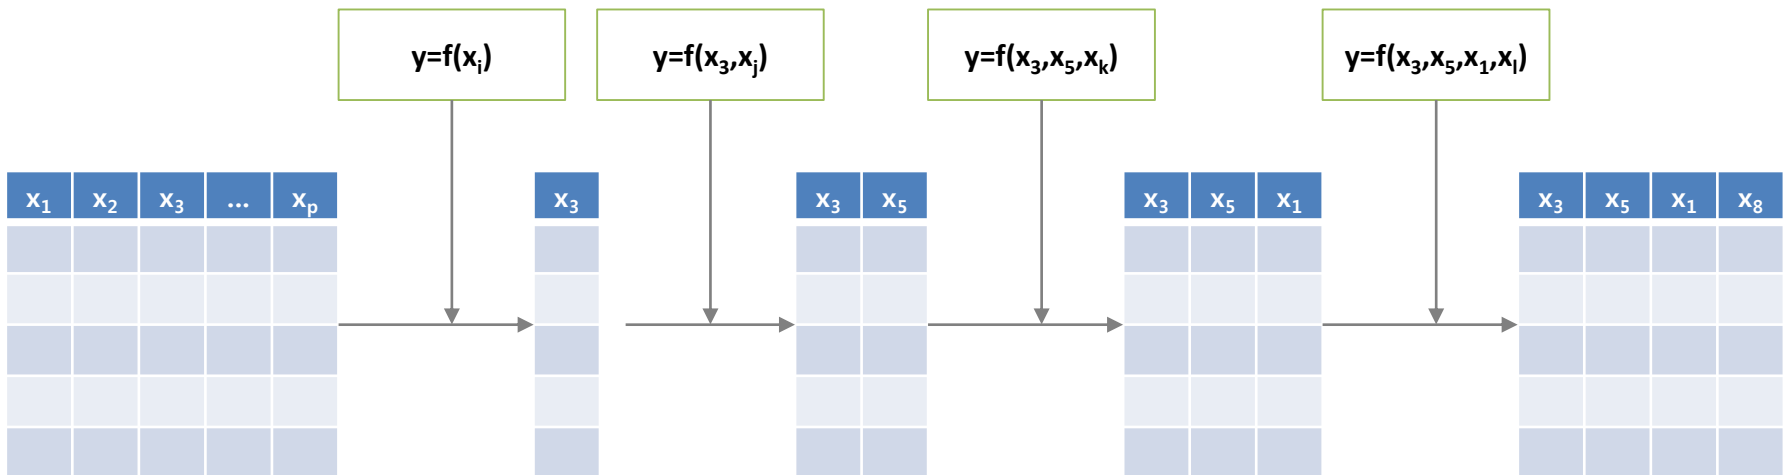 y=f(xᵢ)
y=f(x₃,xⱼ)
y=f(x₃,x₅,xₖ)
y=f(x₃,x₅,x₁,xₗ)
x₁ x₂ x₃ ... xₚ
x₃
x₃ x₅
x₃ x₅ x₁
x₃ x₅ x₁ x₈